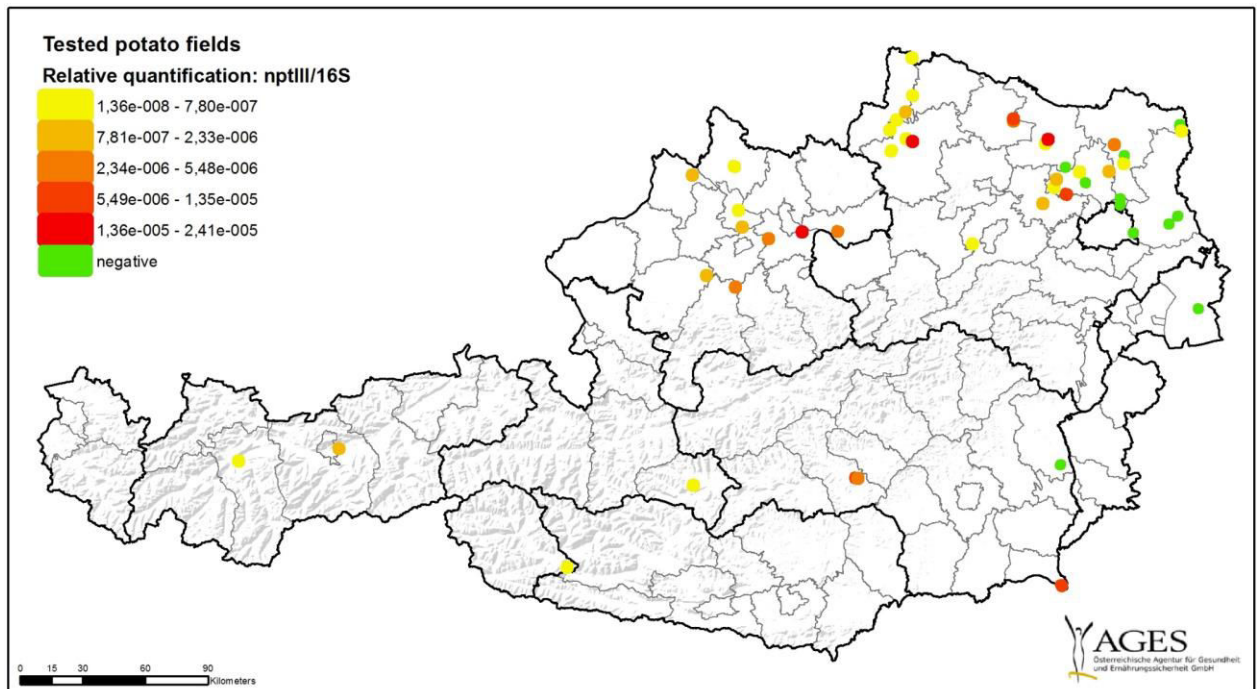 Tested potato fields
Relative quantification: nptIII/16S
1,36e-008 - 7,80e-007
7,81e-007 - 2,33e-006
2,34e-006 - 5,48e-006
5,49e-006 - 1,35e-005
1,36e-005 - 2,41e-005
negative
0 15 30 60 90
Kilometers
AGES
Österreichische Agentur für Gesundheit
und Ernährungssicherheit GmbH